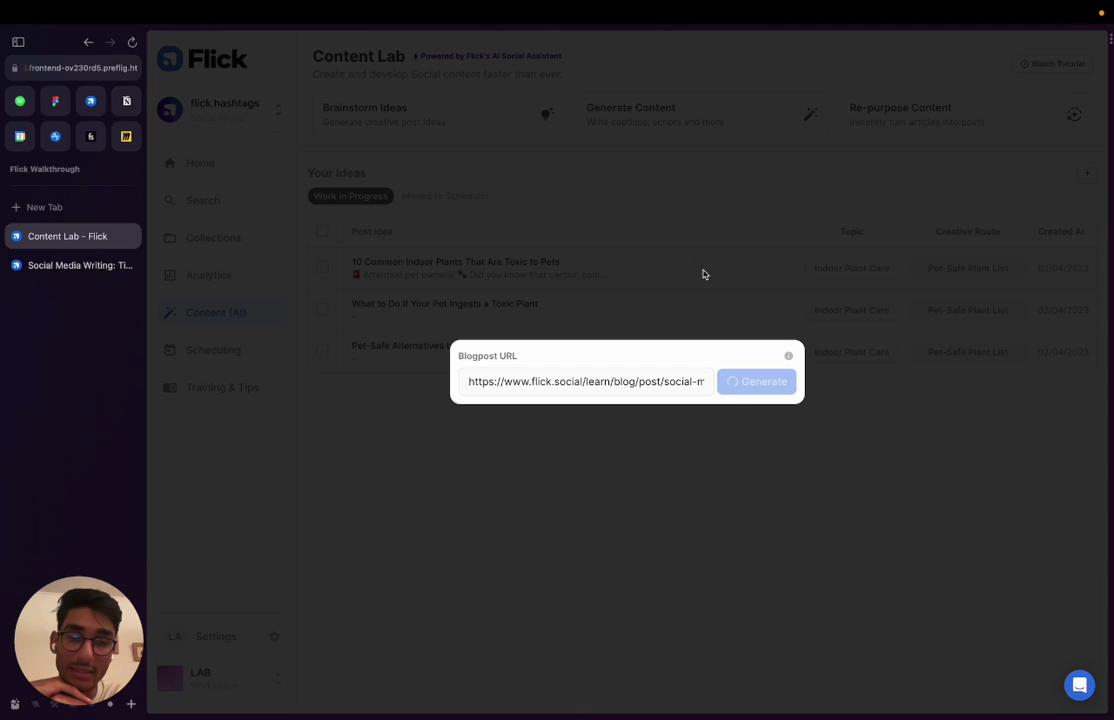 frontend-ov230rd5.preflig.ht
Flick Walkthrough
New Tab
Content Lab - Flick
Social Media Writing: Ti...
Flick
flick.hashtags
Social Group
Home
Search
Collections
Analytics
Content (AI)
Scheduling
Training & Tips
LA
Settings
LAB
Workspace
Content Lab
Powered by Flick's AI Social Assistant
Create and develop Social content faster than ever.
Watch Tutorial
Brainstorm Ideas
Generate creative post ideas
Generate Content
Write captions, scripts and more
Re-purpose Content
Instantly turn articles into posts
Your Ideas
Work in Progress
Moved to Scheduler
Post idea
Topic
Creative Route
Created At
10 Common Indoor Plants That Are Toxic to Pets
🚨 Attention pet owners! 🐾 Did you know that certain com...
Indoor Plant Care
Pet-Safe Plant List
02/04/2023
What to Do If Your Pet Ingests a Toxic Plant
-
Indoor Plant Care
Pet-Safe Plant List
02/04/2023
Pet-Safe Alternatives
-
Indoor Plant Care
Pet-Safe Plant List
02/04/2023
Blogpost URL
https://www.flick.social/learn/blog/post/social-m
Generate